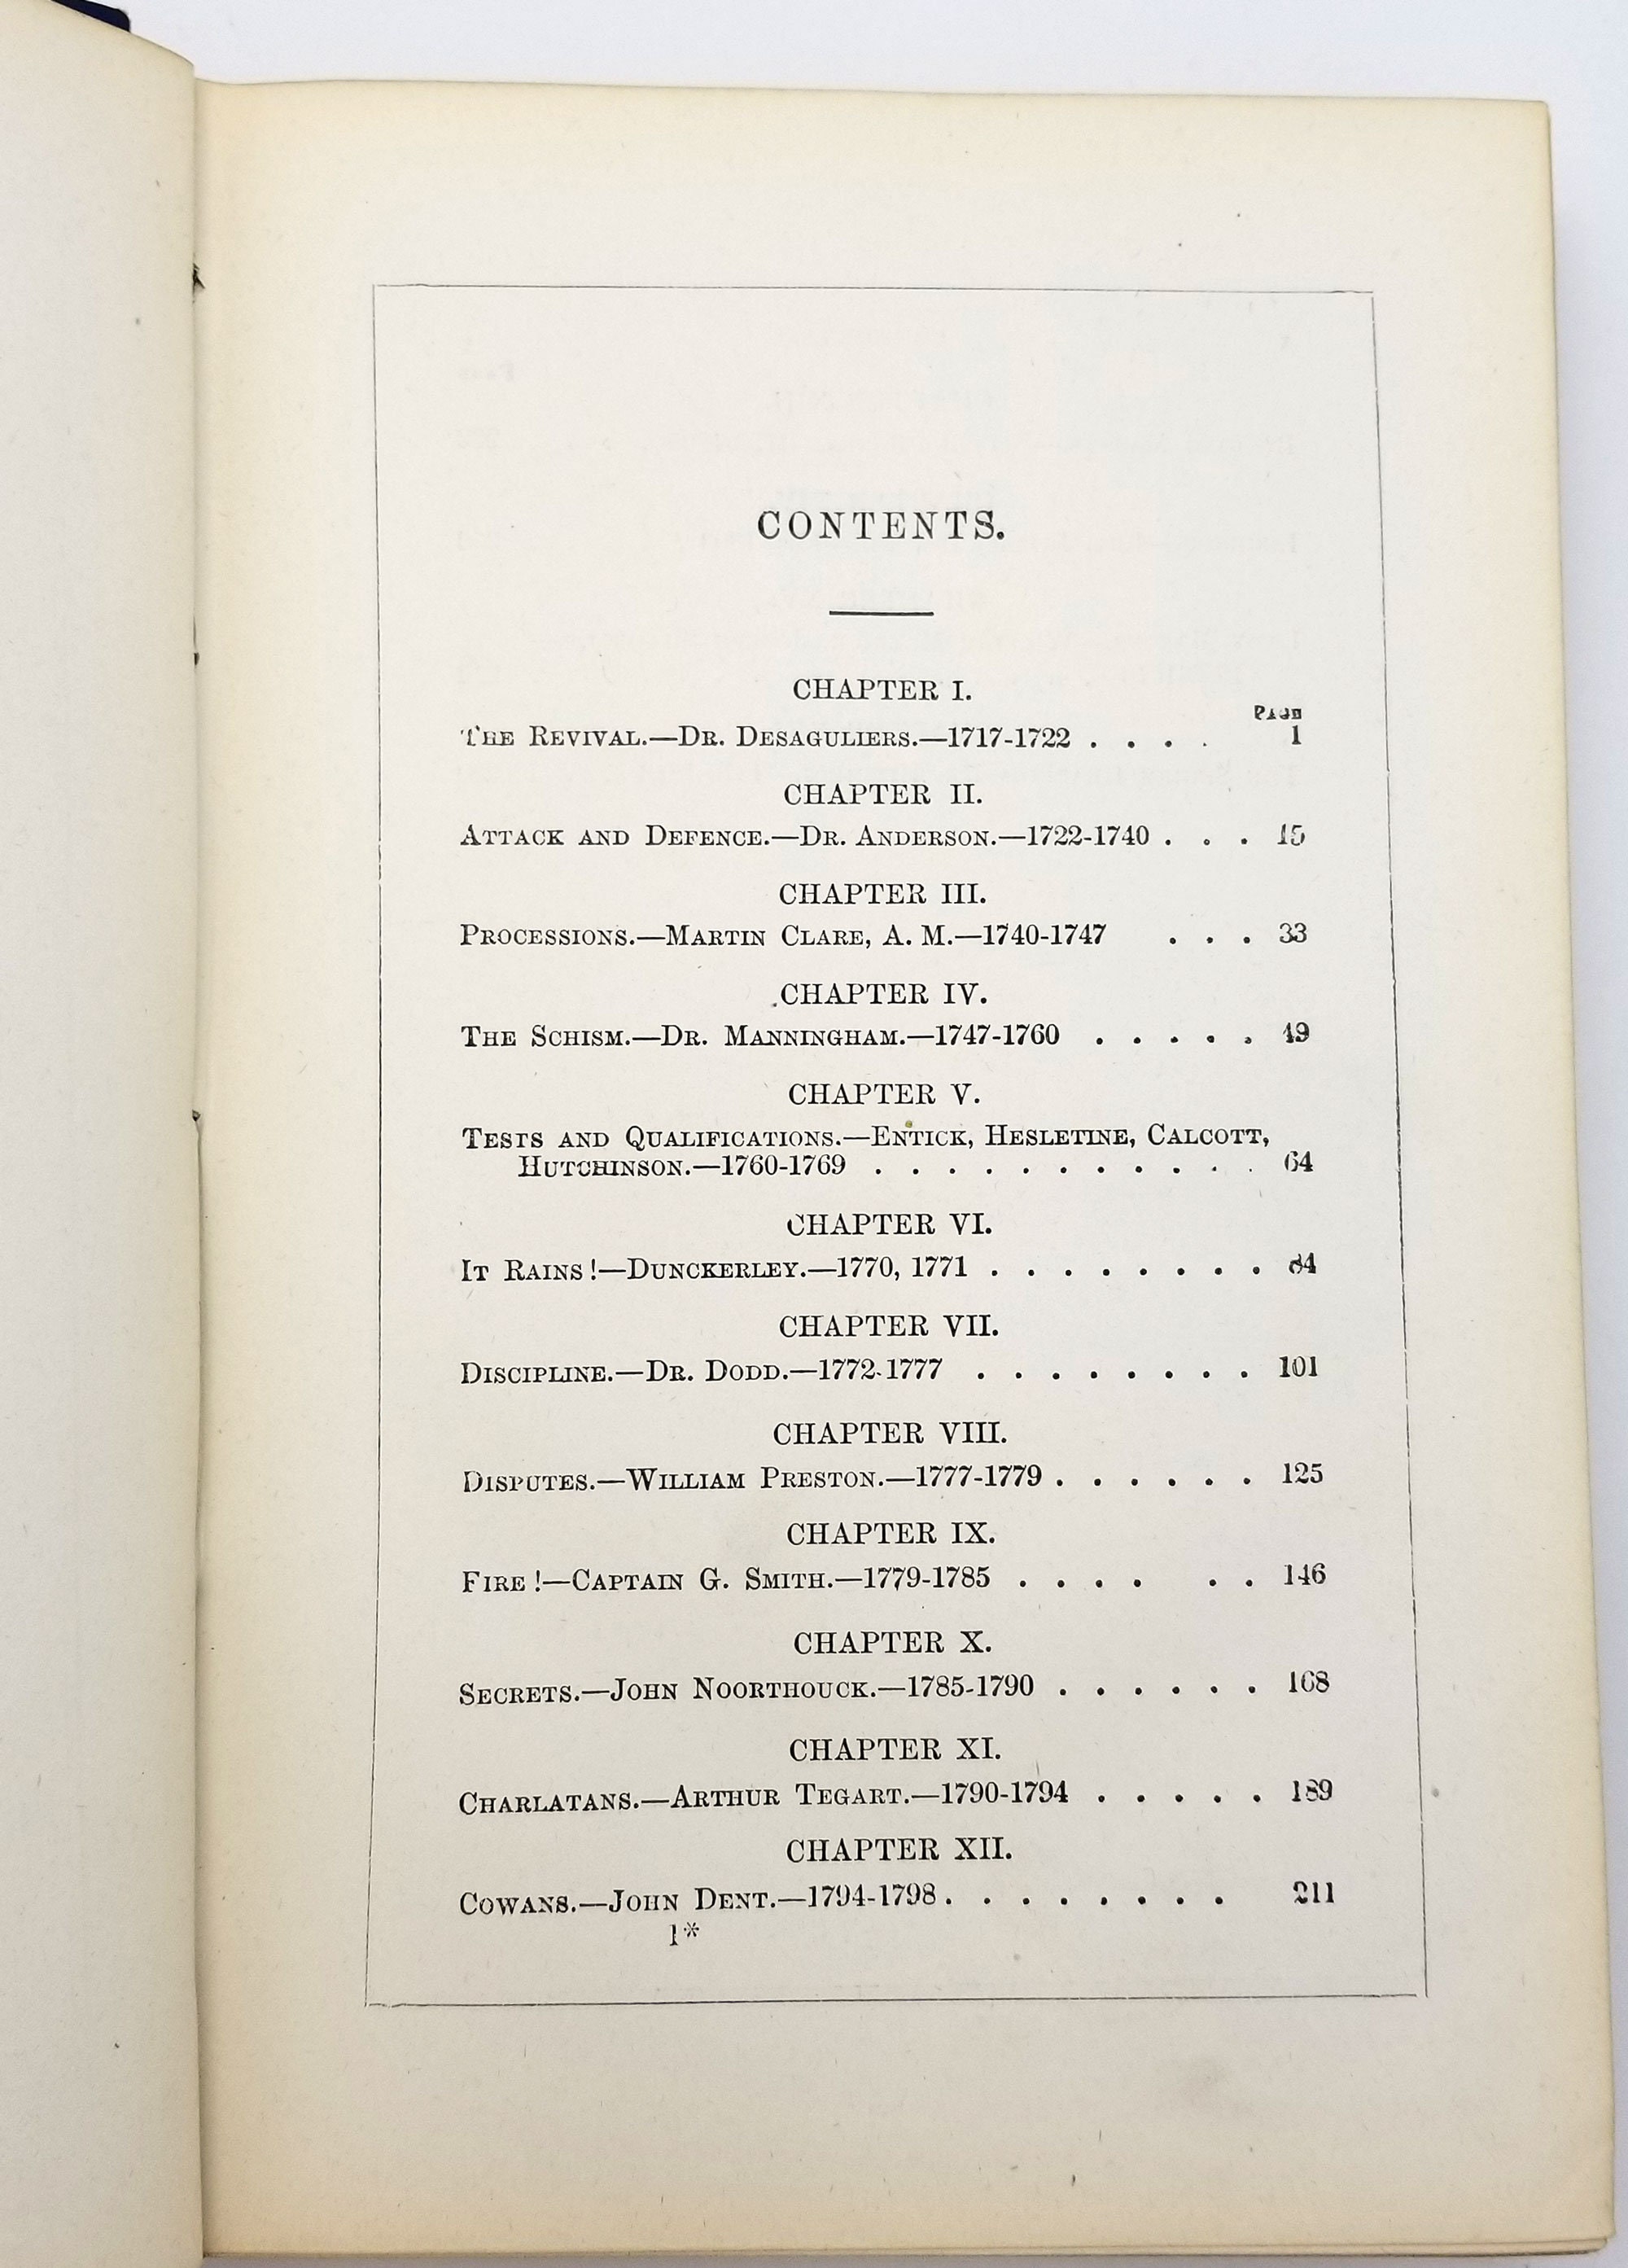 CONTENTS.
CHAPTER I.
PAGE
THE REVIVAL.—DR. DESAGULIERS.—1717-1722 . . . . 1
CHAPTER II.
ATTACK AND DEFENCE.—DR. ANDERSON.—1722-1740 . . . 15
CHAPTER III.
PROCESSIONS.—MARTIN CLARE, A. M.—1740-1747 . . . 33
CHAPTER IV.
THE SCHISM.—DR. MANNINGHAM.—1747-1760 . . . . . 49
CHAPTER V.
TESTS AND QUALIFICATIONS.—ENTICK, HESLETINE, CALCOTT,
HUTCHINSON.—1760-1769 . . . . . . . . . . . 64
CHAPTER VI.
IT RAINS!—DUNCKERLEY.—1770, 1771 . . . . . . . . 84
CHAPTER VII.
DISCIPLINE.—DR. DODD.—1772-1777 . . . . . . . . 101
CHAPTER VIII.
DISPUTES.—WILLIAM PRESTON.—1777-1779 . . . . . . 125
CHAPTER IX.
FIRE!—CAPTAIN G. SMITH.—1779-1785 . . . . . . 146
CHAPTER X.
SECRETS.—JOHN NOORTHOUCK.—1785-1790 . . . . . . 168
CHAPTER XI.
CHARLATANS.—ARTHUR TEGART.—1790-1794 . . . . . 189
CHAPTER XII.
COWANS.—JOHN DENT.—1794-1798 . . . . . . . . 211
1*